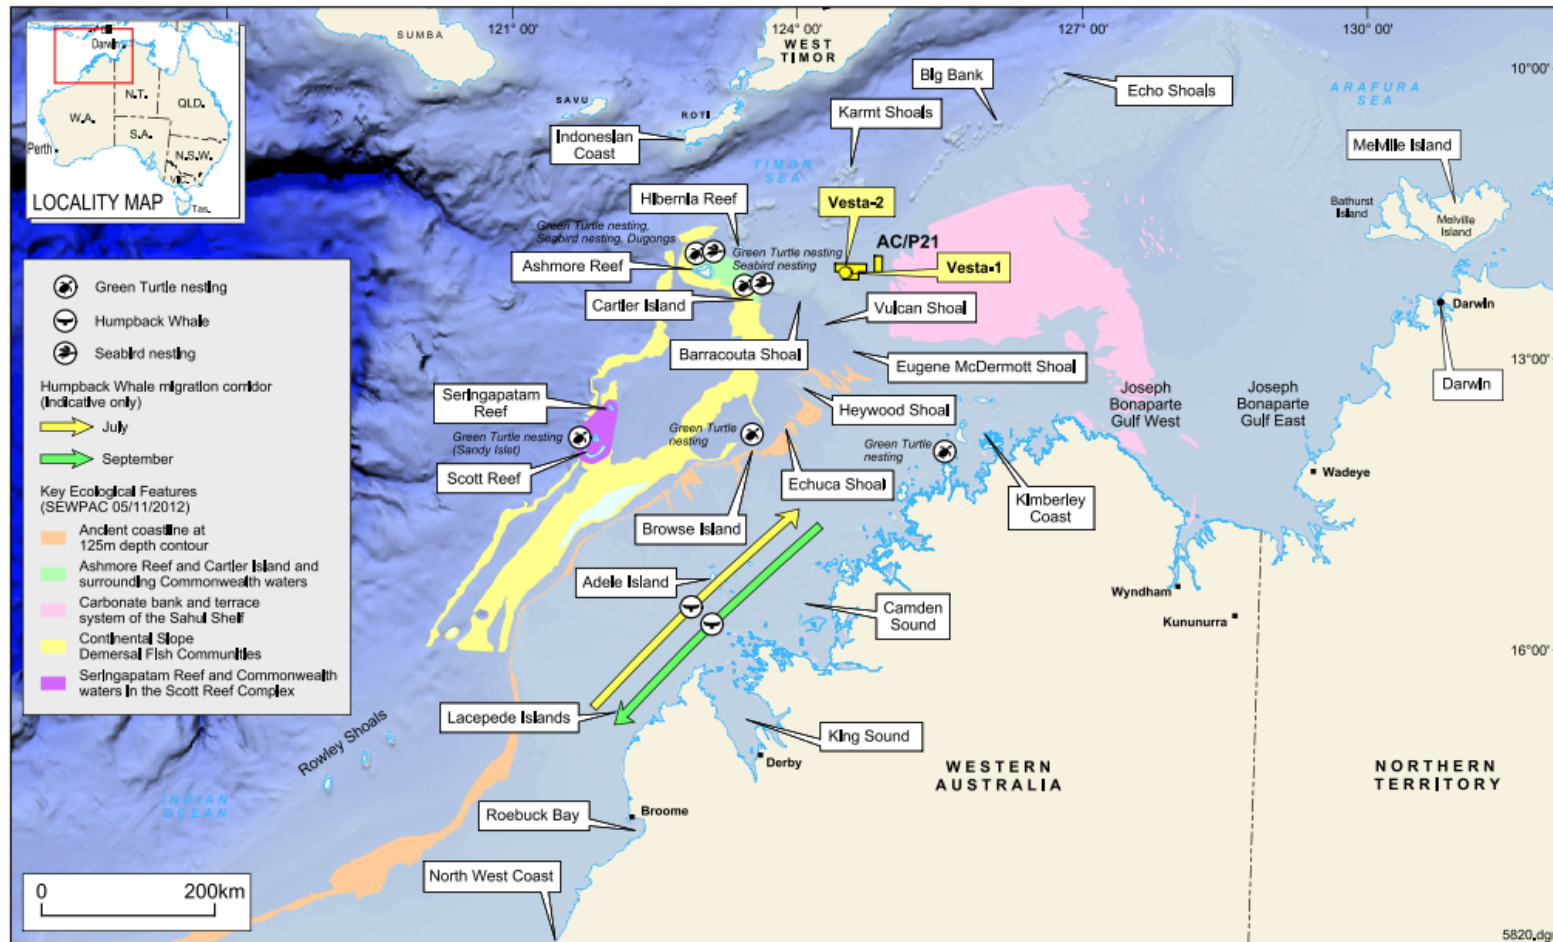 121° 00'
124° 00'
127° 00'
130° 00'
10° 00'
13° 00'
16° 00'
Darwin
N.T.
QLD.
W.A.
S.A.
Perth
N.S.W.
VIC.
Tas.
LOCALITY MAP
SUMBA
WEST
TIMOR
SAVU
ROTI
Indonesian
Coast
Big Bank
Echo Shoals
Karmt Shoals
ARAFURA
SEA
TIMOR
SEA
Melville Island
Bathurst
Island
Melville
Island
Hibernia Reef
Vesta-2
Green Turtle nesting,
Seabird nesting, Dugongs
AC/P21
Green Turtle nesting
Seabird nesting
Ashmore Reef
Vesta-1
Cartier Island
Vulcan Shoal
Darwin
Barracouta Shoal
Eugene McDermott Shoal
Darwin
Seringapatam
Reef
Heywood Shoal
Joseph
Bonaparte
Gulf West
Joseph
Bonaparte
Gulf East
Green Turtle nesting
(Sandy Islet)
Green Turtle
nesting
Green Turtle
nesting
Scott Reef
Echuca Shoal
Wadeye
Kimberley
Coast
Browse Island
Adele Island
Camden
Sound
Wyndham
Kununurra
Lacepede Islands
King Sound
Derby
Rowley Shoals
WESTERN
AUSTRALIA
NORTHERN
TERRITORY
INDIAN
OCEAN
Roebuck Bay
Broome
North West Coast
Green Turtle nesting
Humpback Whale
Seabird nesting
Humpback Whale migration corridor
(indicative only)
July
September
Key Ecological Features
(SEWPAC 05/11/2012)
Ancient coastline at
125m depth contour
Ashmore Reef and Cartier Island and
surrounding Commonwealth waters
Carbonate bank and terrace
system of the Sahul Shelf
Continental Slope
Demersal Fish Communities
Seringapatam Reef and Commonwealth
waters in the Scott Reef Complex
0
200km
5820.dgn